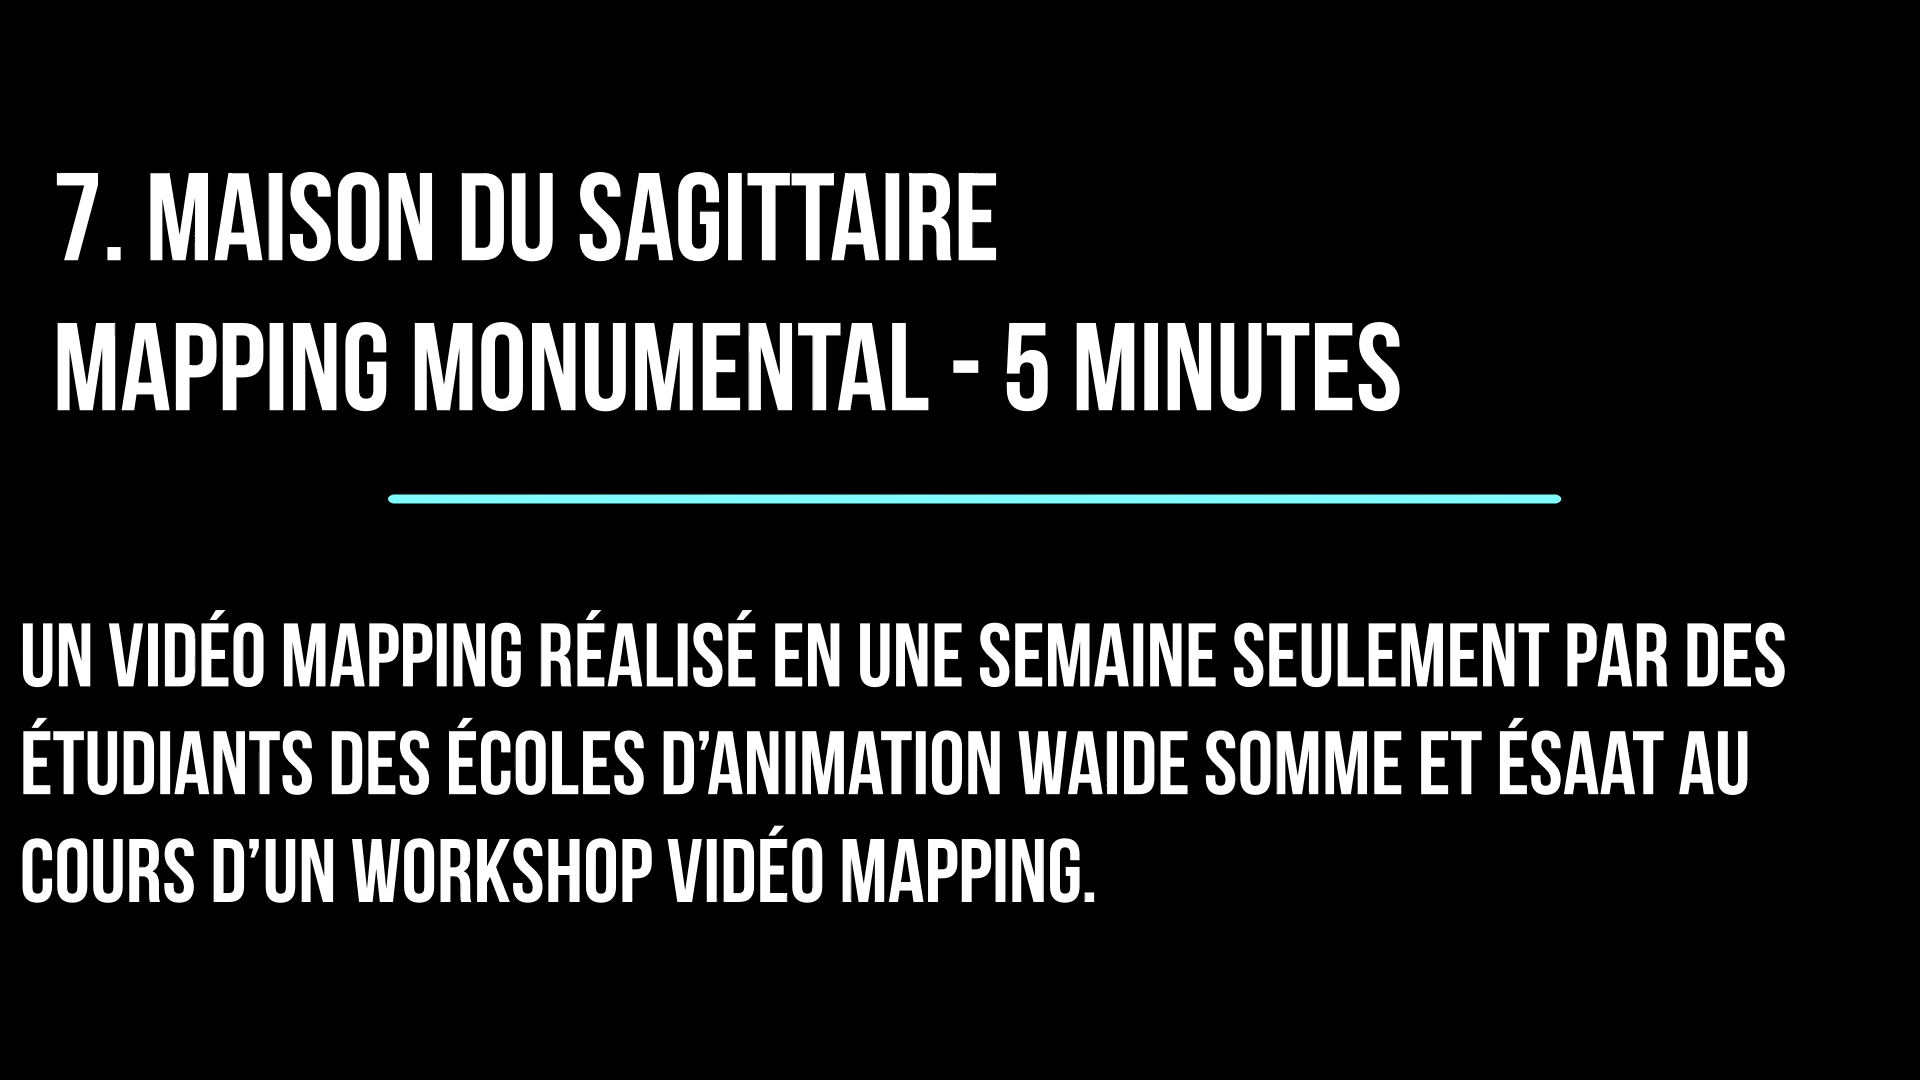 7. MAISON DU SAGITTAIRE
MAPPING MONUMENTAL - 5 MINUTES
UN VIDÉO MAPPING RÉALISÉ EN UNE SEMAINE SEULEMENT PAR DES
ÉTUDIANTS DES ÉCOLES D’ANIMATION WAIDE SOMME ET ÉSAAT AU
COURS D’UN WORKSHOP VIDÉO MAPPING.